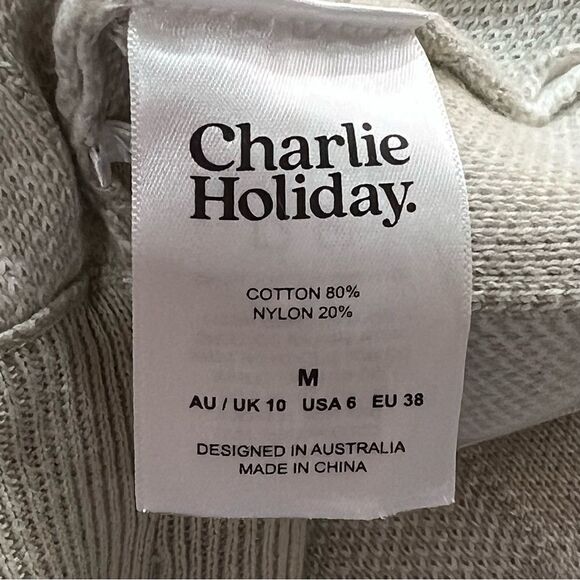 Charlie
Holiday.
COTTON 80%
NYLON 20%
M
AU / UK 10 USA 6 EU 38
DESIGNED IN AUSTRALIA
MADE IN CHINA